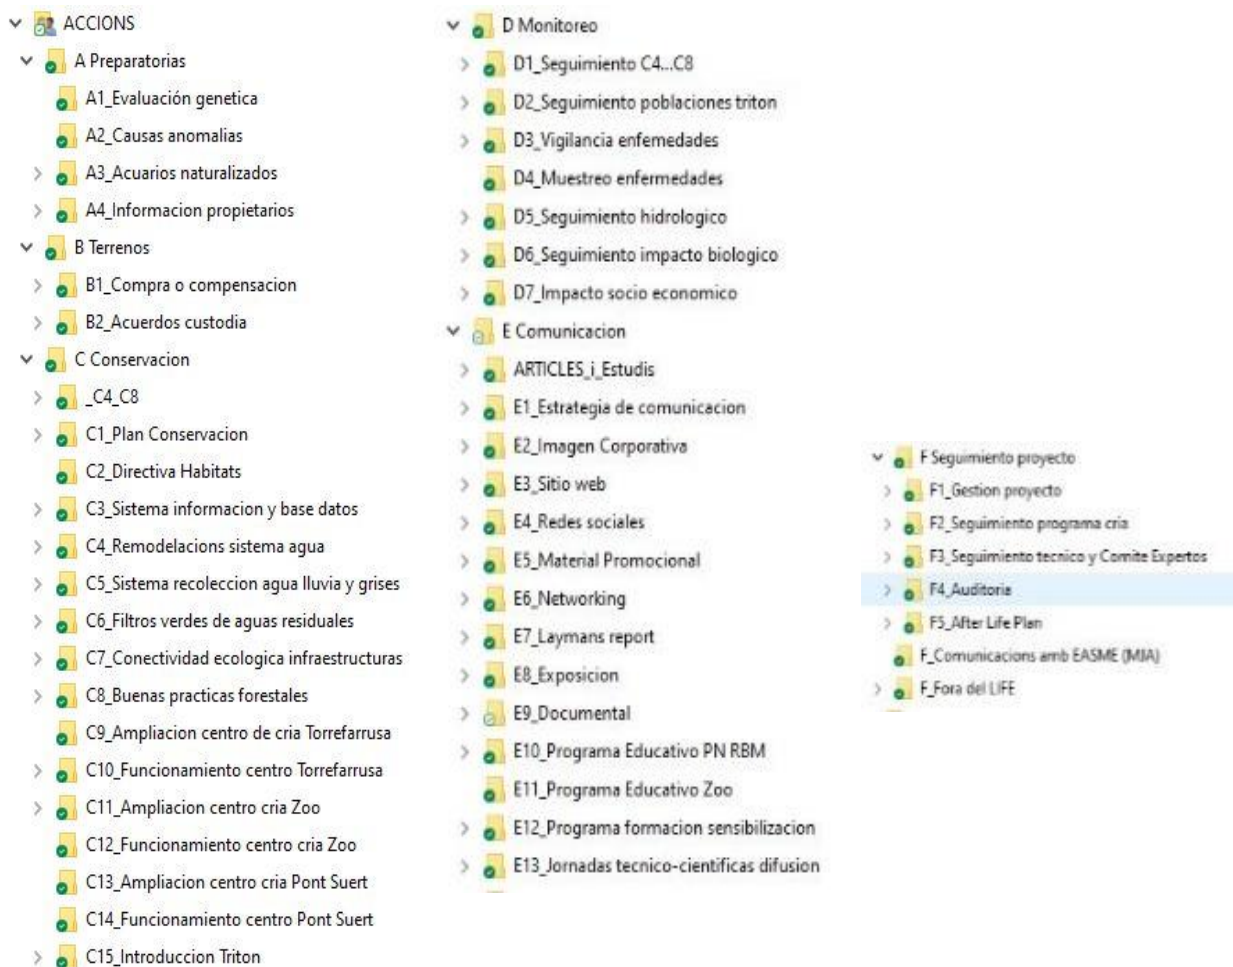 ACCIONS
A Preparatorias
A1_Evaluación genetica
A2_Causas anomalias
A3_Acuarios naturalizados
A4_Informacion propietarios
B Terrenos
B1_Compra o compensacion
B2_Acuerdos custodia
C Conservacion
_C4_C8
C1_Plan Conservacion
C2_Directiva Habitats
C3_Sistema informacion y base datos
C4_Remodelacions sistema agua
C5_Sistema recoleccion agua lluvia y grises
C6_Filtros verdes de aguas residuales
C7_Conectividad ecologica infraestructuras
C8_Buenas practicas forestales
C9_Ampliacion centro de cria Torrefarrusa
C10_Funcionamiento centro Torrefarrusa
C11_Ampliacion centro cria Zoo
C12_Funcionamiento centro cria Zoo
C13_Ampliacion centro cria Pont Suert
C14_Funcionamiento centro Pont Suert
C15_Introduccion Triton
D Monitoreo
D1_Seguimiento C4...C8
D2_Seguimiento poblaciones triton
D3_Vigilancia enfemedades
D4_Muestreo enfermedades
D5_Seguimiento hidrologico
D6_Seguimiento impacto biologico
D7_Impacto socio economico
E Comunicacion
ARTICLES_i_Estudis
E1_Estrategia de comunicacion
E2_Imagen Corporativa
E3_Sitio web
E4_Redes sociales
E5_Material Promocional
E6_Networking
E7_Laymans report
E8_Exposicion
E9_Documental
E10_Programa Educativo PN RBM
E11_Programa Educativo Zoo
E12_Programa formacion sensibilizacion
E13_Jornadas tecnico-cientificas difusion
F Seguimiento proyecto
F1_Gestion proyecto
F2_Seguimiento programa cria
F3_Seguimiento tecnico y Comite Expertos
F4_Auditoria
F5_After Life Plan
F_Comunicacions amb EASME (MJA)
F_Fora del LIFE